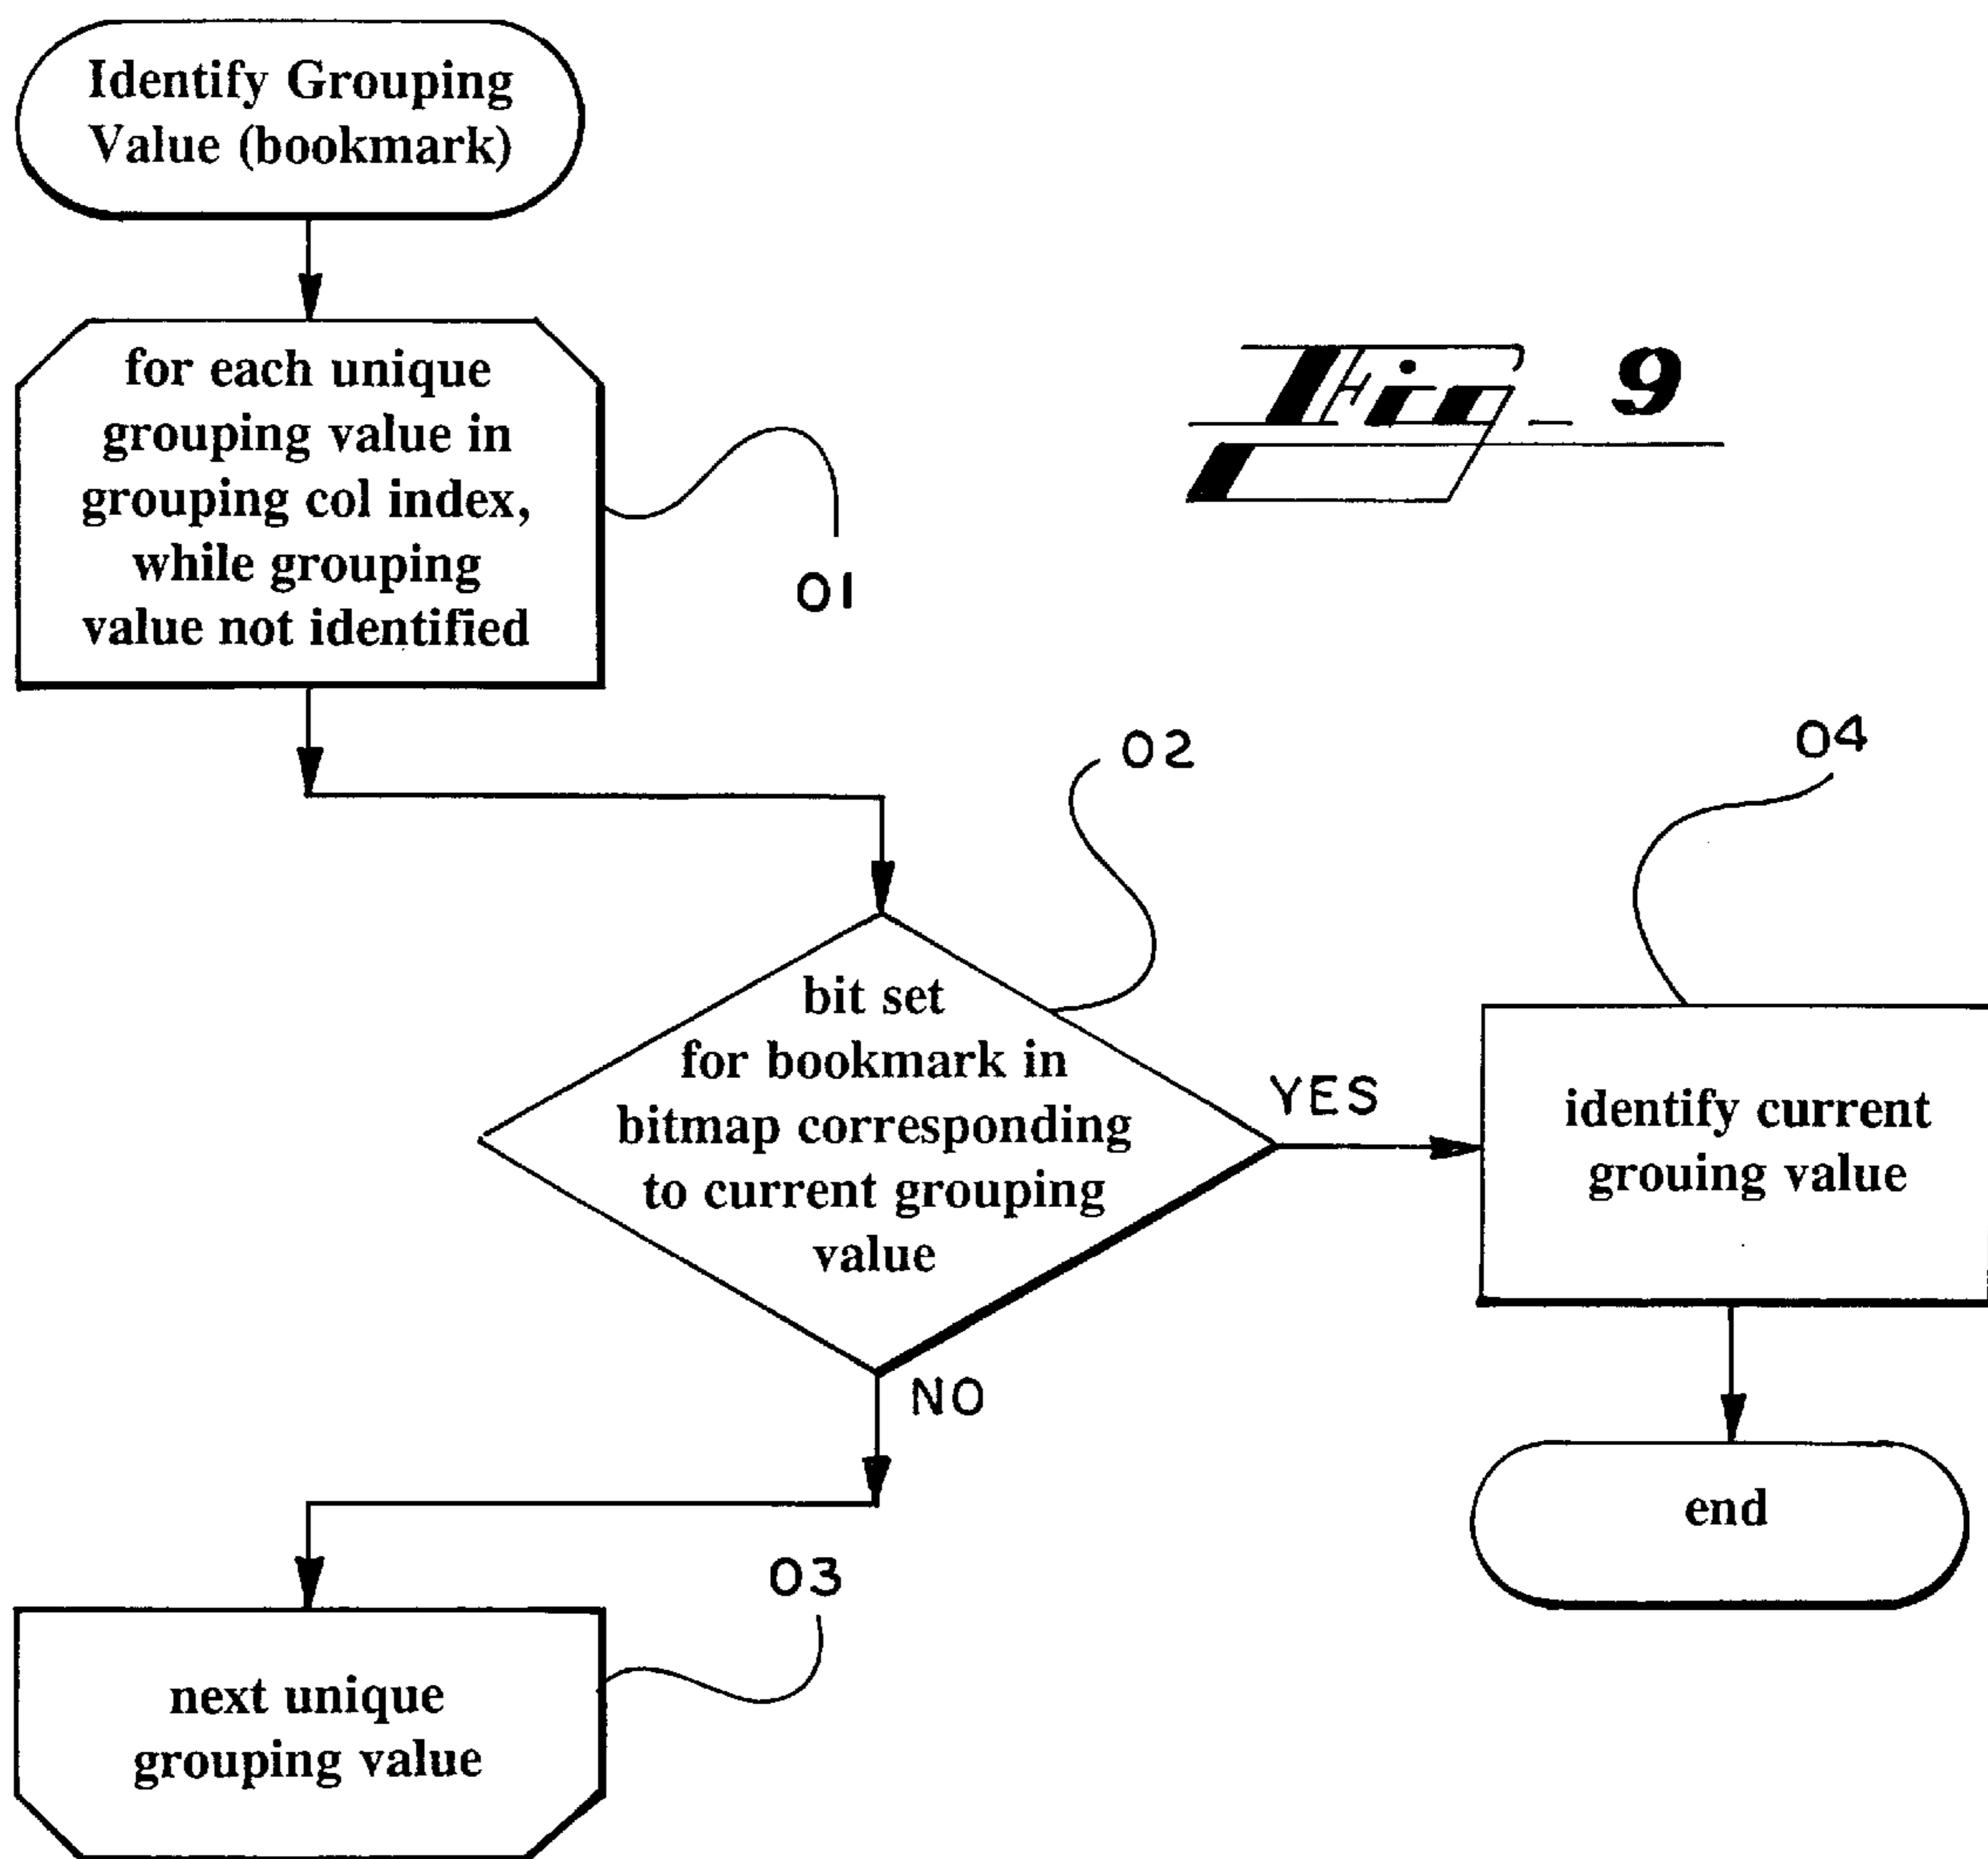 Identify Grouping
Value (bookmark)
for each unique
grouping value in
grouping col index,
while grouping
value not identified
01
Fig_ 9
02
04
bit set
for bookmark in
bitmap corresponding
to current grouping
value
YES
identify current
grouing value
NO
end
03
next unique
grouping value